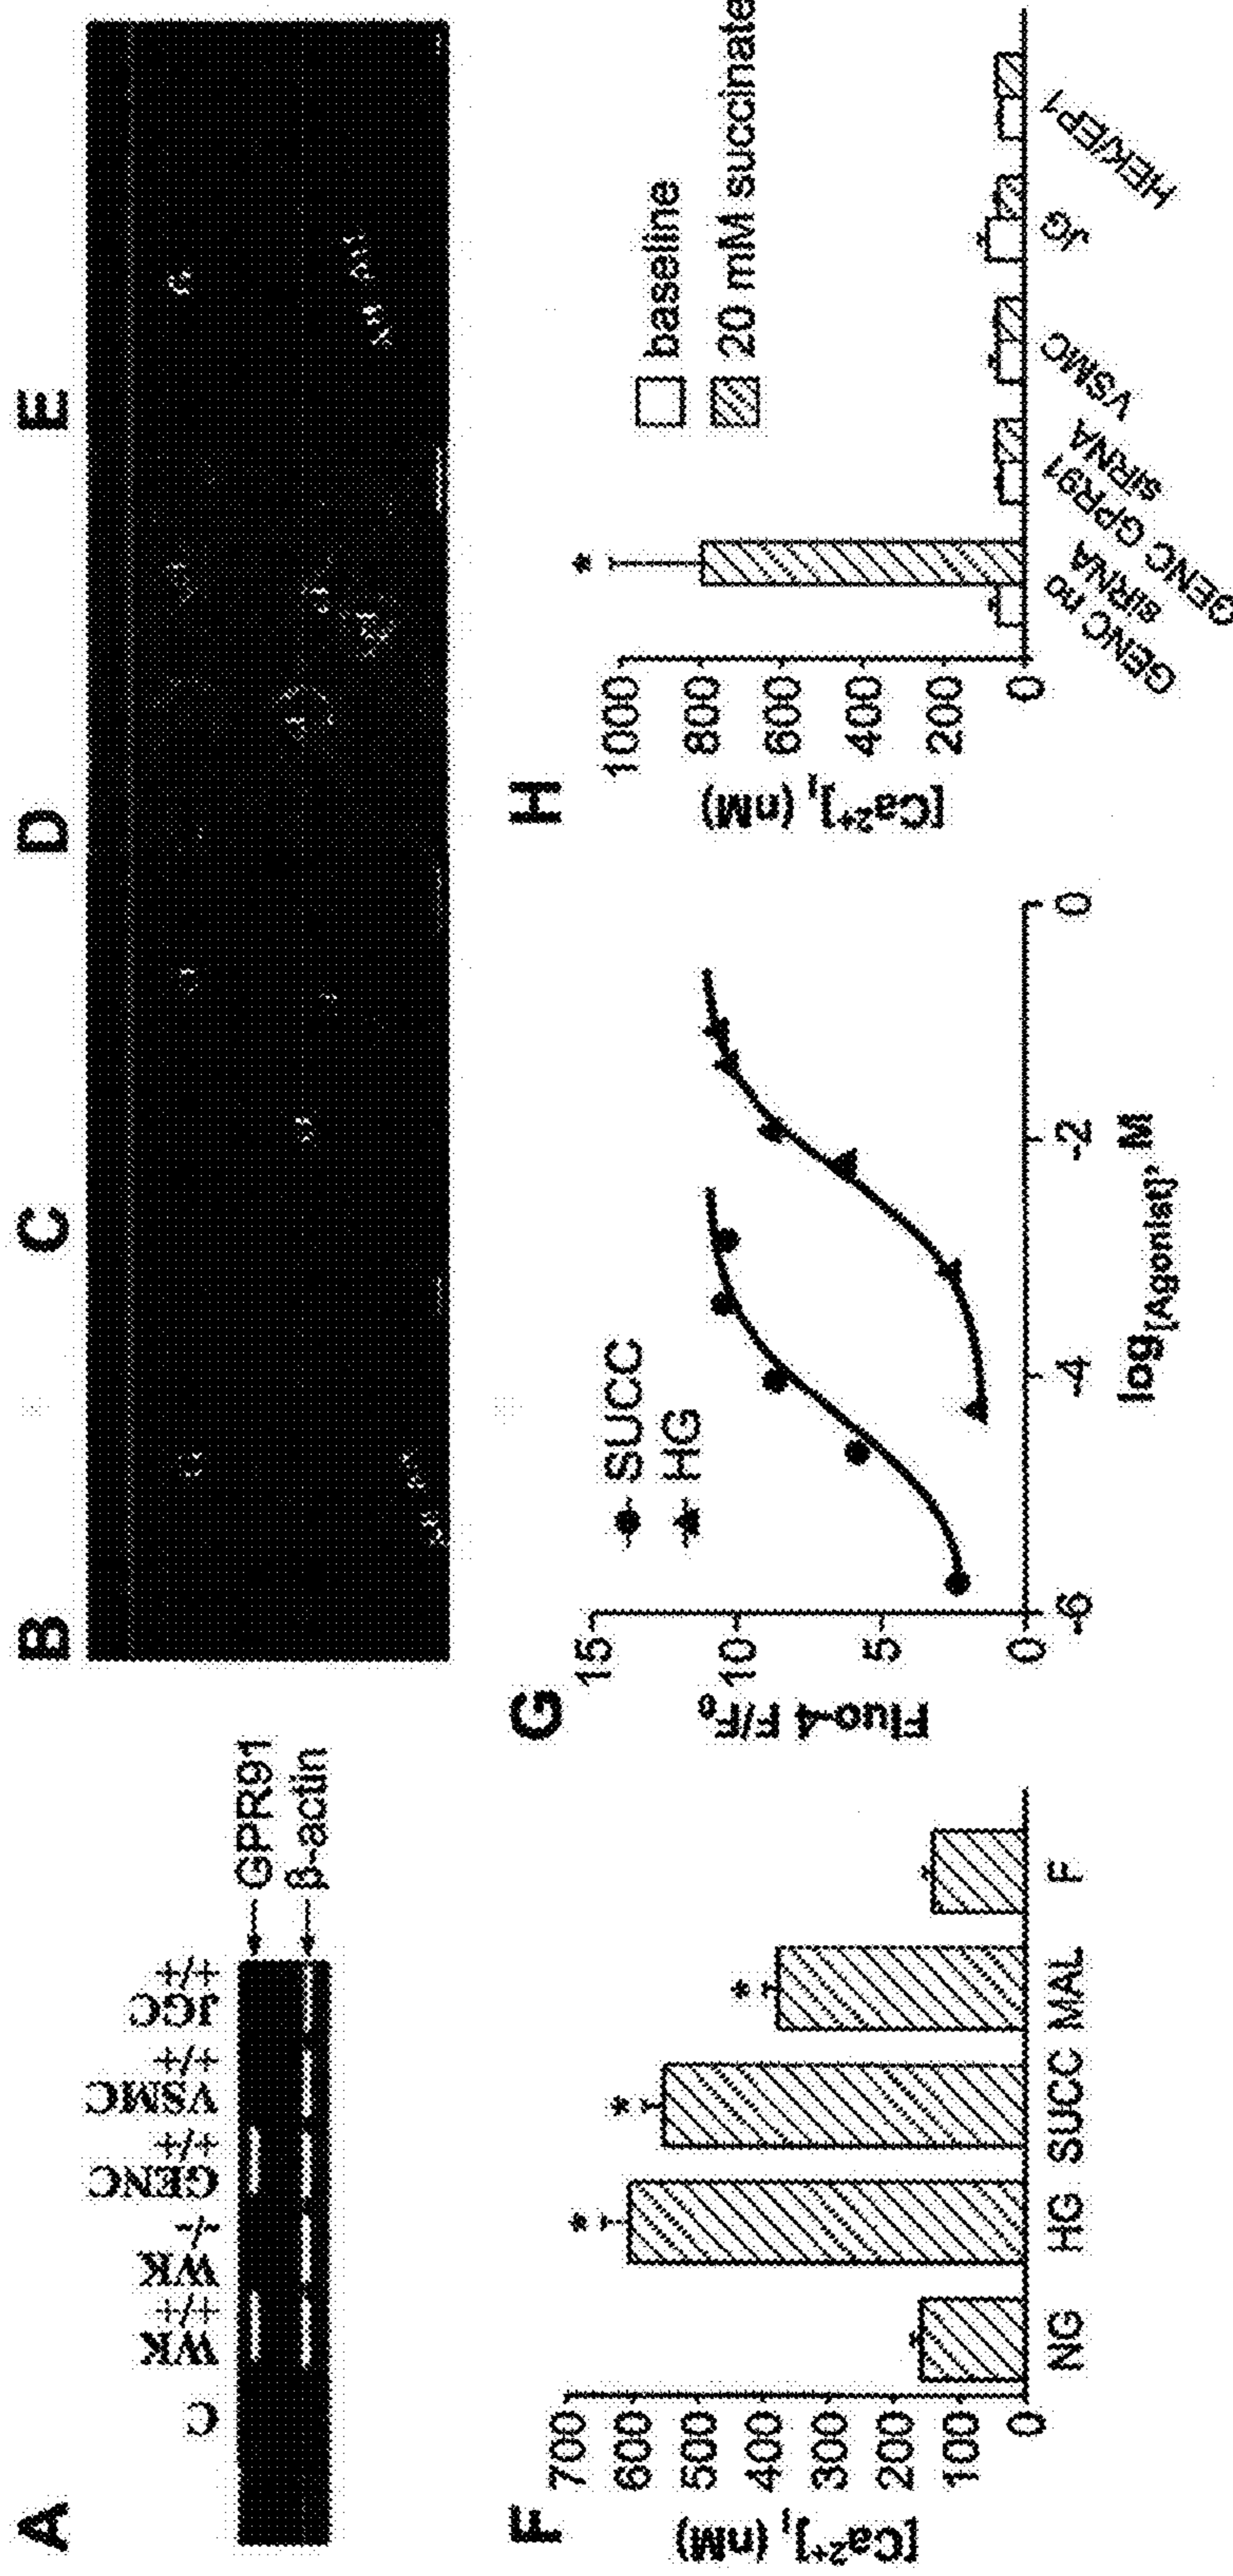 A
C
WK +/+
WK -/-
GENC +/+
VSMC +/+
JGC +/+
GPR91
β-actin
B
C
D
E
F
[Ca²⁺]ᵢ (nM)
700
600
500
400
300
200
100
0
NG HG SUCC MAL F
*
*
*
G
Fluo-4 F/F₀
15
10
5
0
-6 -4 -2 0
log[Agonist], M
SUCC
HG
H
[Ca²⁺]ᵢ (nM)
1000
800
600
400
200
0
*
baseline
20 mM succinate
GENC no
siRNA
GENC GPR91
siRNA
VSMC
JG
HEK/EP1